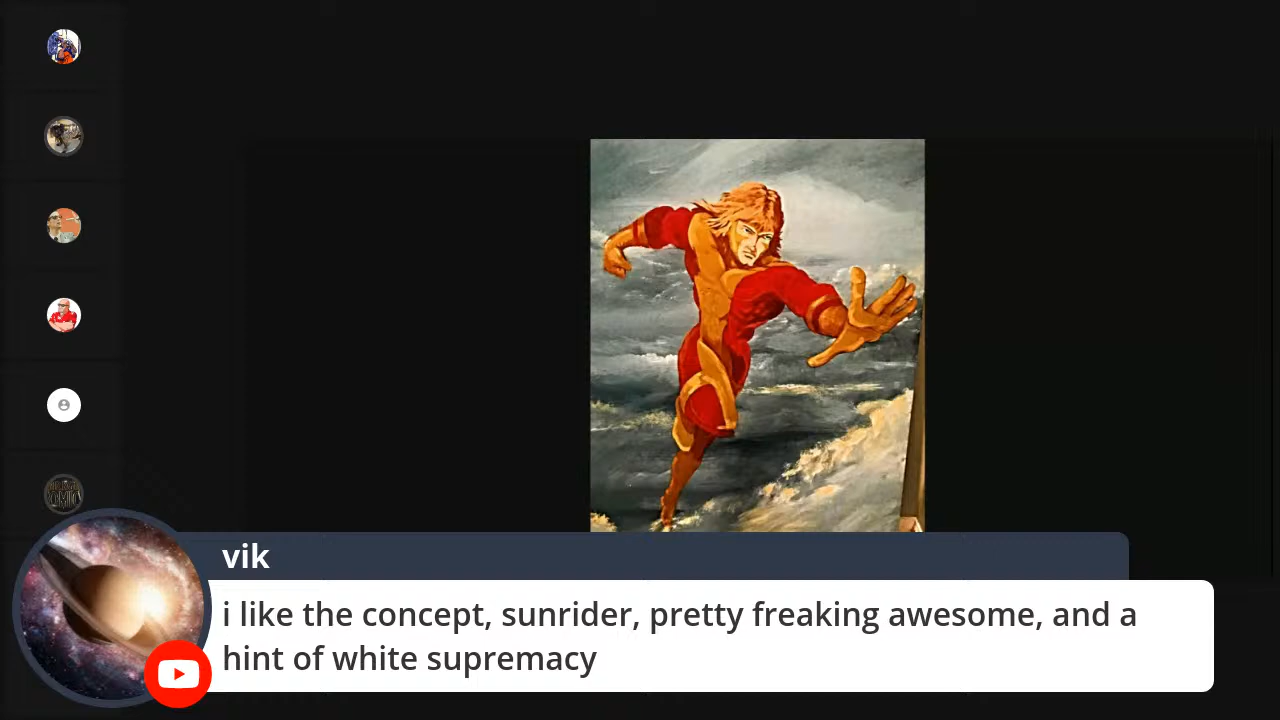 vik
i like the concept, sunrider, pretty freaking awesome, and a
hint of white supremacy